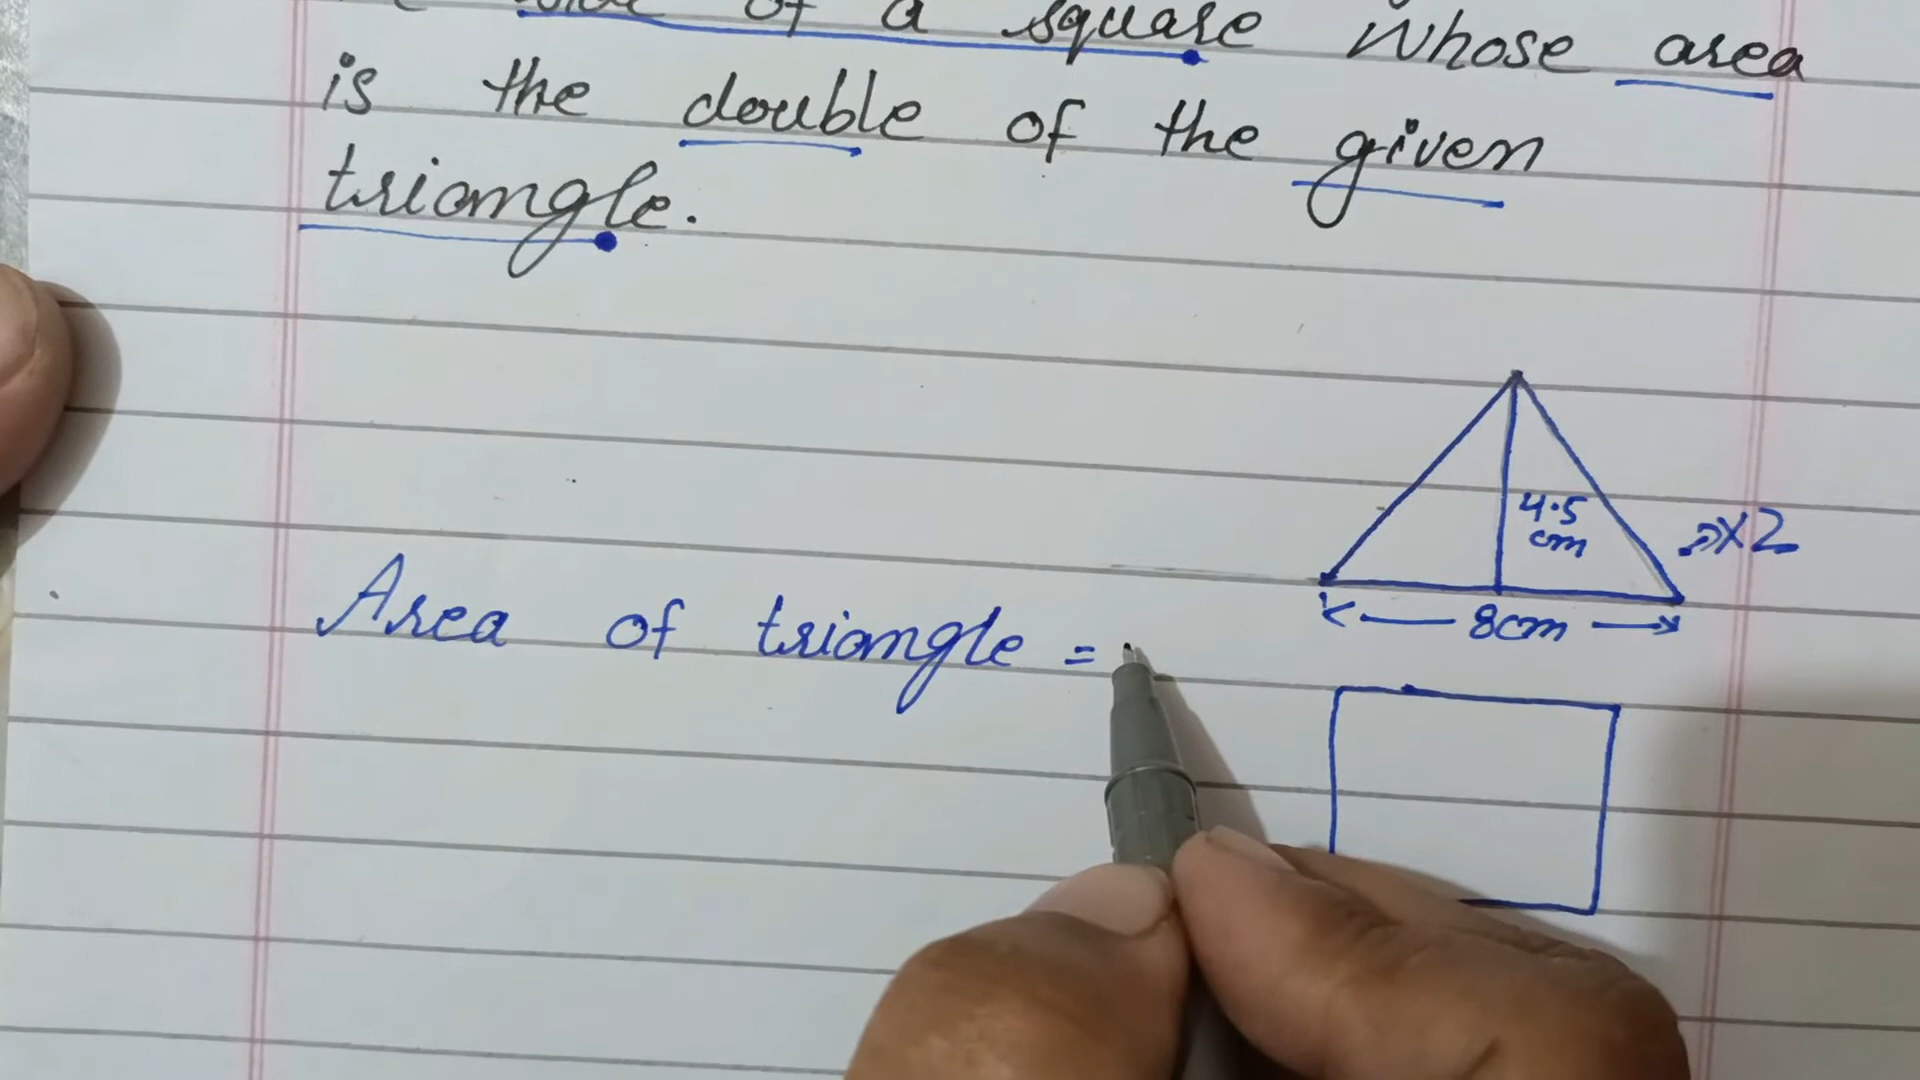 side of a square whose area
is the double of the given
triangle.
4.5
cm
×2
8cm
Area of triangle =